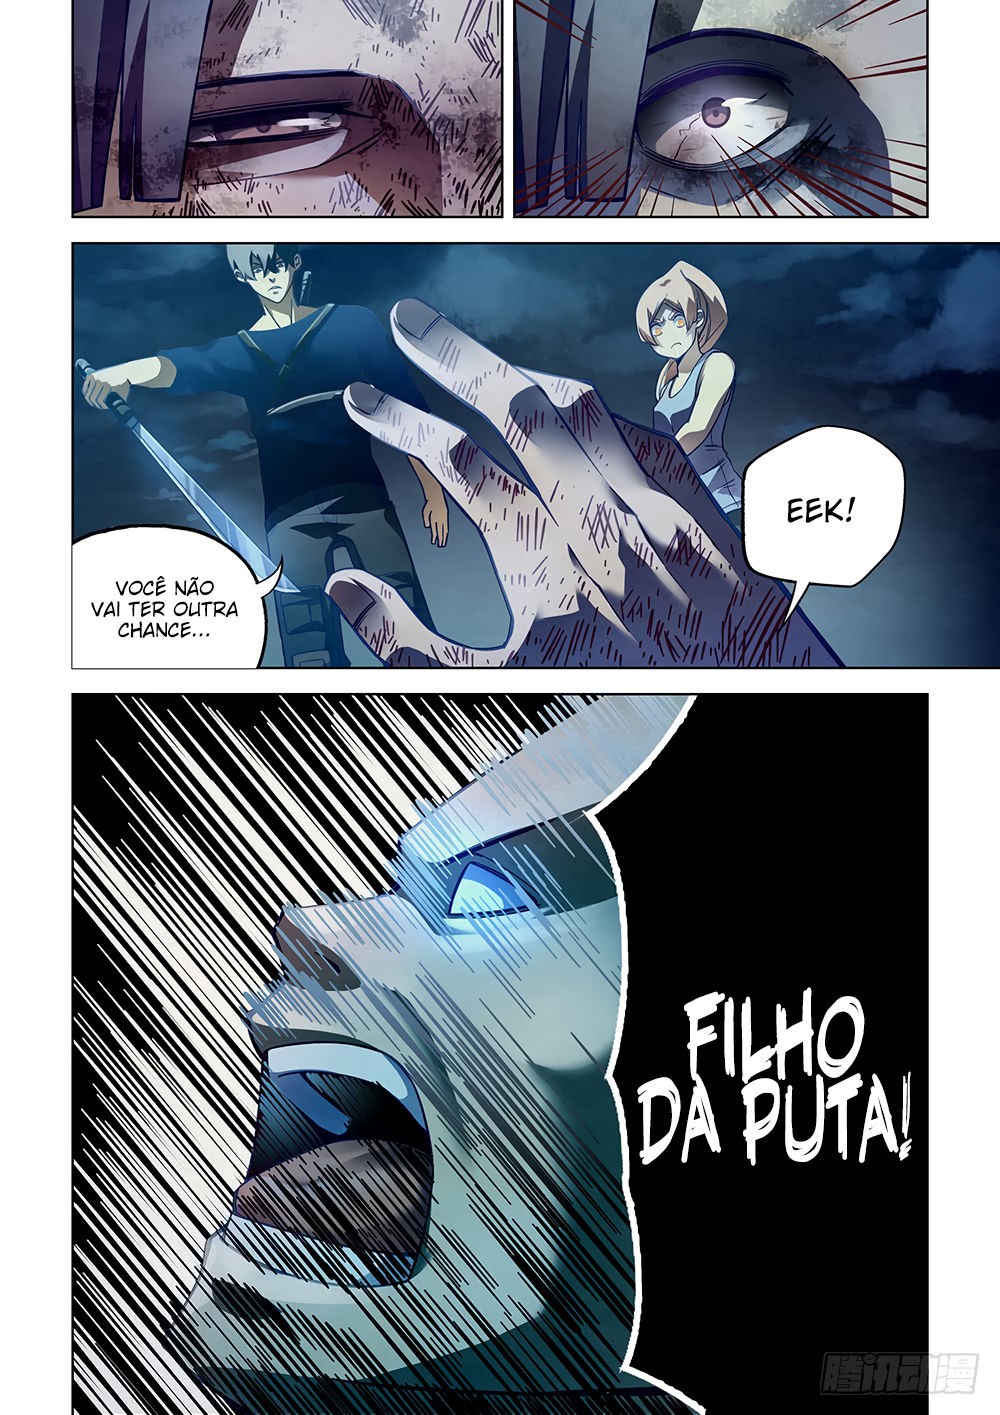 VOCÊ NÃO
VAI TER OUTRA
CHANCE...
EEK!
FILHO
DA PUTA!
腾讯动漫